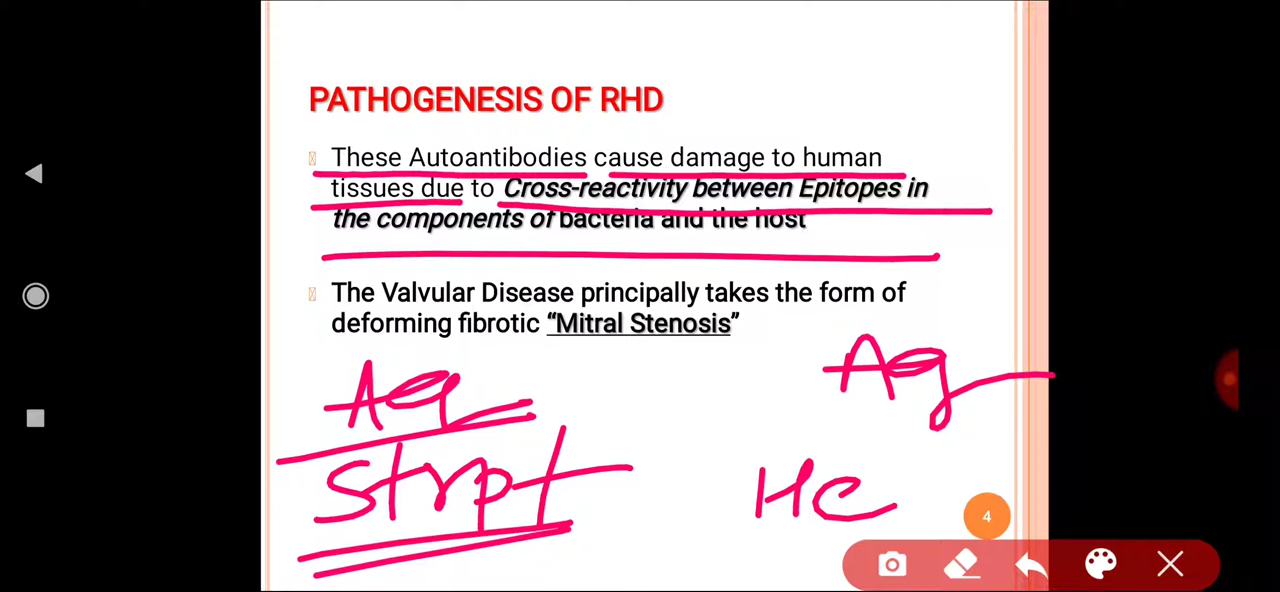 PATHOGENESIS OF RHD
These Autoantibodies cause damage to human
tissues due to Cross-reactivity between Epitopes in
the components of bacteria and the host
The Valvular Disease principally takes the form of
deforming fibrotic “Mitral Stenosis”
Ag
Ag
Strpt
HC
4